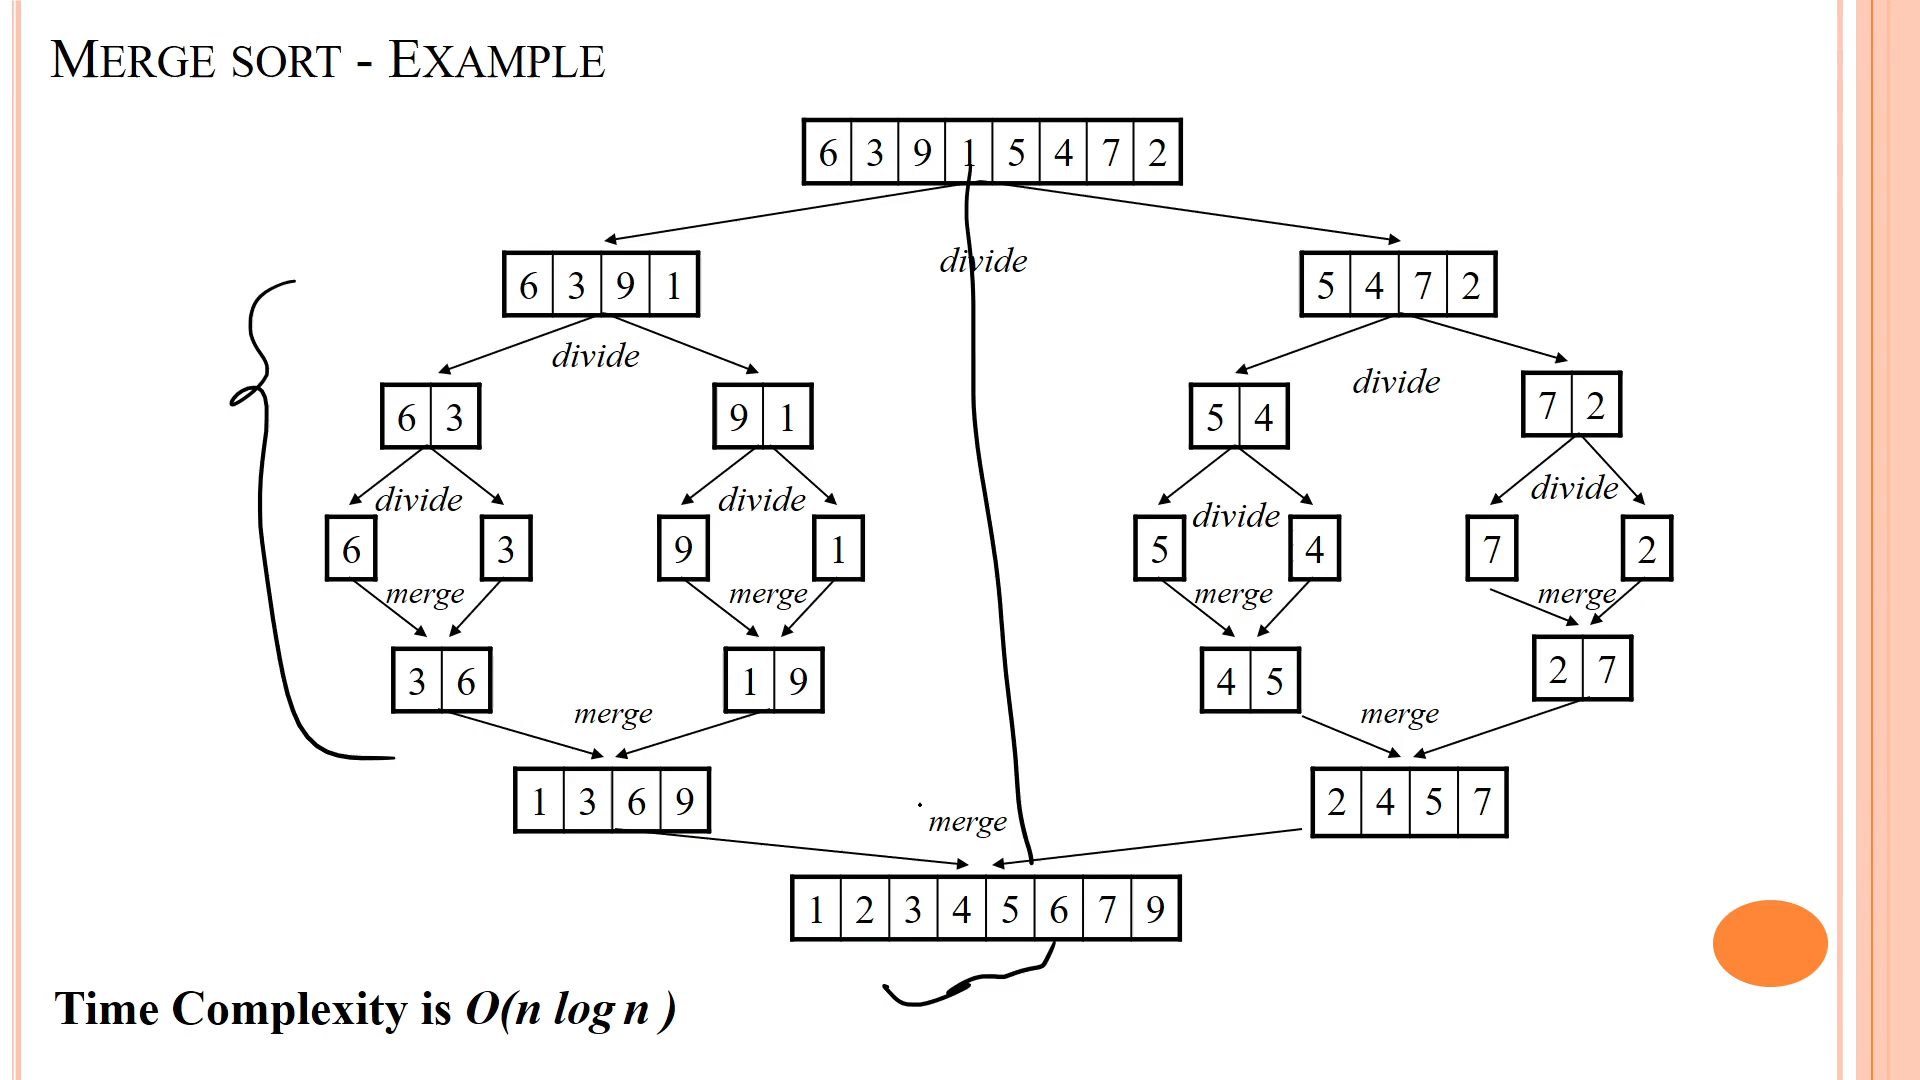 MERGE SORT - EXAMPLE
6 3 9 1 5 4 7 2
divide
6 3 9 1
5 4 7 2
divide
divide
6 3
9 1
5 4
7 2
divide
divide
divide
divide
6
3
9
1
5
4
7
2
merge
merge
merge
merge
3 6
1 9
4 5
2 7
merge
merge
1 3 6 9
2 4 5 7
merge
1 2 3 4 5 6 7 9
Time Complexity is O(n log n )